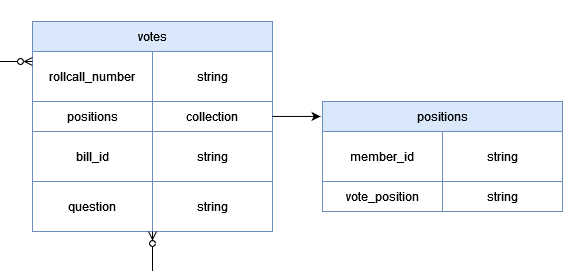 votes
rollcall_number string
positions collection
bill_id string
question string
positions
member_id string
vote_position string